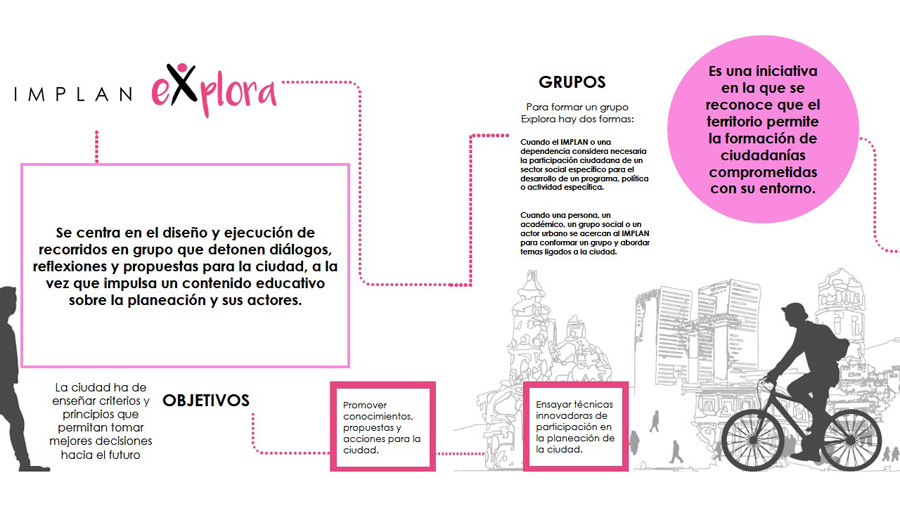 IMPLAN eXplora
Se centra en el diseño y ejecución de
recorridos en grupo que detonen diálogos,
reflexiones y propuestas para la ciudad, a la
vez que impulsa un contenido educativo
sobre la planeación y sus actores.
GRUPOS
Para formar un grupo
Explora hay dos formas:
Cuando el IMPLAN o una
dependencia considera necesaria
la participación ciudadana de un
sector social específico para el
desarrollo de un programa, política
o actividad específica.
Cuando una persona, un
académico, un grupo social o un
actor urbano se acercan al IMPLAN
para conformar un grupo y abordar
temas ligados a la ciudad.
Es una iniciativa
en la que se
reconoce que el
territorio permite
la formación de
ciudadanías
comprometidas
con su entorno.
La ciudad ha de
enseñar criterios y
principios que
permitan tomar
mejores decisiones
hacia el futuro
OBJETIVOS
Promover
conocimientos,
propuestas y
acciones para la
ciudad.
Ensayar técnicas
innovadoras de
participación en
la planeación de
la ciudad.